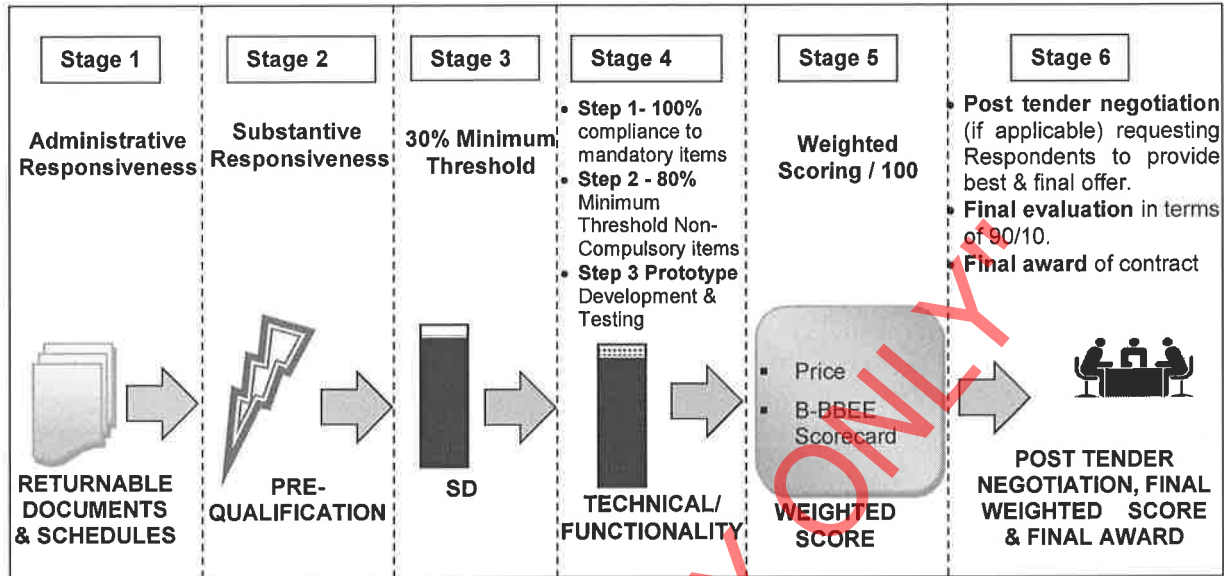 Stage 1
Administrative
Responsiveness
RETURNABLE
DOCUMENTS
& SCHEDULES
Stage 2
Substantive
Responsiveness
PRE-
QUALIFICATION
Stage 3
30% Minimum
Threshold
SD
Stage 4
• Step 1- 100%
compliance to
mandatory items
• Step 2 - 80%
Minimum
Threshold Non-
Compulsory items
• Step 3 Prototype
Development &
Testing
TECHNICAL/
FUNCTIONALITY
Stage 5
Weighted
Scoring / 100
▪ Price
▪ B-BBEE
Scorecard
WEIGHTED
SCORE
Stage 6
• Post tender negotiation
(if applicable) requesting
Respondents to provide
best & final offer.
• Final evaluation in terms
of 90/10.
• Final award of contract
POST TENDER
NEGOTIATION, FINAL
WEIGHTED SCORE
& FINAL AWARD
ONLY"